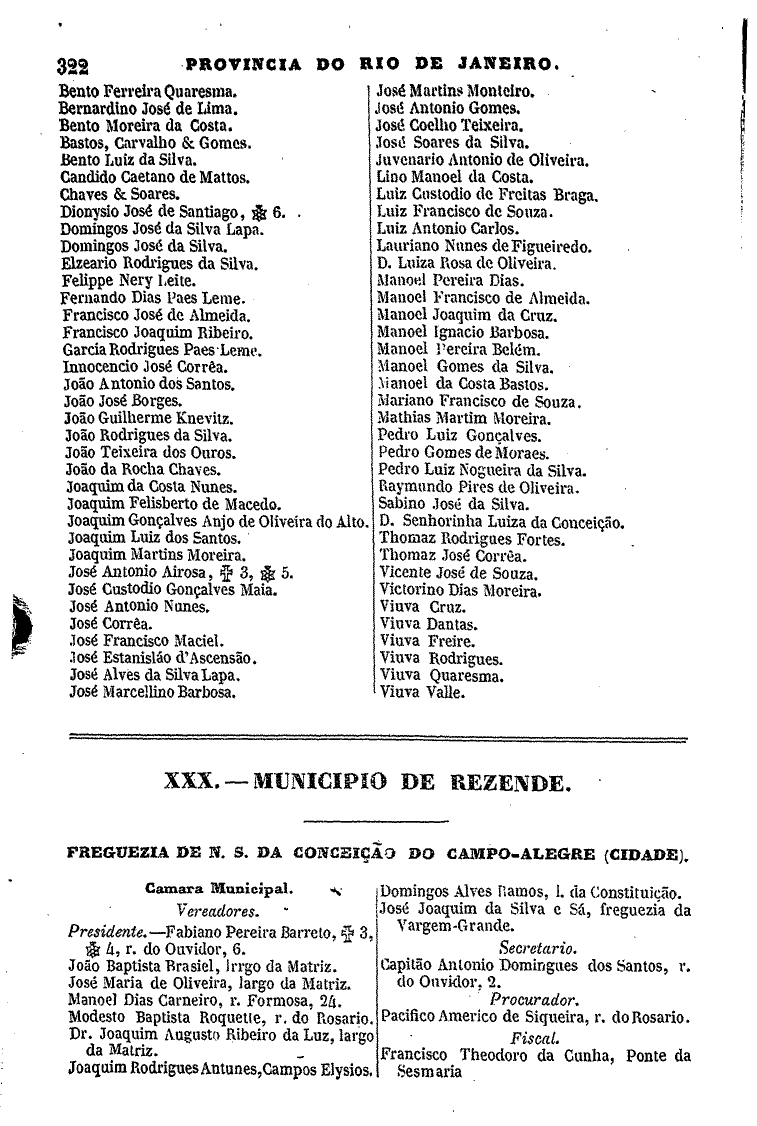 322 PROVINCIA DO RIO DE JANEIRO.
Bento Ferreira Quaresma.
Bernardino José de Lima.
Bento Moreira da Costa.
Bastos, Carvalho & Gomes.
Bento Luiz da Silva.
Candido Caetano de Mattos.
Chaves & Soares.
Dionysio José de Santiago, 6.
Domingos José da Silva Lapa.
Domingos José da Silva.
Elzeario Rodrigues da Silva.
Felippe Nery Leite.
Fernando Dias Paes Leme.
Francisco José de Almeida.
Francisco Joaquim Ribeiro.
Garcia Rodrigues Paes Leme.
Innocencio José Corrêa.
João Antonio dos Santos.
João José Borges.
João Guilherme Knevitz.
João Rodrigues da Silva.
João Teixeira dos Ouros.
João da Rocha Chaves.
Joaquim da Costa Nunes.
Joaquim Felisberto de Macedo.
Joaquim Gonçalves Anjo de Oliveira do Alto.
Joaquim Luiz dos Santos.
Joaquim Martins Moreira.
José Antonio Airosa, 3, 5.
José Custodio Gonçalves Maia.
José Antonio Nunes.
José Corrêa.
José Francisco Maciel.
José Estanisláo d'Ascensão.
José Alves da Silva Lapa.
José Marcellino Barbosa.
José Martins Monteiro.
José Antonio Gomes.
José Coelho Teixeira.
José Soares da Silva.
Juvenario Antonio de Oliveira.
Lino Manoel da Costa.
Luiz Custodio de Freitas Braga.
Luiz Francisco de Souza.
Luiz Antonio Carlos.
Lauriano Nunes de Figueiredo.
D. Luiza Rosa de Oliveira.
Manoel Pereira Dias.
Manoel Francisco de Almeida.
Manoel Joaquim da Cruz.
Manoel Ignacio Barbosa.
Manoel Pereira Belém.
Manoel Gomes da Silva.
Manoel da Costa Bastos.
Mariano Francisco de Souza.
Mathias Martim Moreira.
Pedro Luiz Gonçalves.
Pedro Gomes de Moraes.
Pedro Luiz Nogueira da Silva.
Raymundo Pires de Oliveira.
Sabino José da Silva.
D. Senhorinha Luiza da Conceição.
Thomaz Rodrigues Fortes.
Thomaz José Corrêa.
Vicente José de Souza.
Victorino Dias Moreira.
Viuva Cruz.
Viuva Dantas.
Viuva Freire.
Viuva Rodrigues.
Viuva Quaresma.
Viuva Valle.
XXX.—MUNICIPIO DE REZENDE.
FREGUEZIA DE N. S. DA CONCEIÇÃO DO CAMPO-ALEGRE (CIDADE).
Camara Municipal.
Vereadores.
Presidente.—Fabiano Pereira Barreto, 3,
4, r. do Ouvidor, 6.
João Baptista Brasiel, lrrgo da Matriz.
José Maria de Oliveira, largo da Matriz.
Manoel Dias Carneiro, r. Formosa, 24.
Modesto Baptista Roquette, r. do Rosario.
Dr. Joaquim Augusto Ribeiro da Luz, largo
da Matriz.
Joaquim Rodrigues Antunes, Campos Elysios.
Domingos Alves Ramos, l. da Constituição.
José Joaquim da Silva e Sá, freguezia da
Vargem-Grande.
Secretario.
Capitão Antonio Domingues dos Santos, r.
do Ouvidor, 2.
Procurador.
Pacifico Americo de Siqueira, r. do Rosario.
Fiscal.
Francisco Theodoro da Cunha, Ponte da
Sesmaria